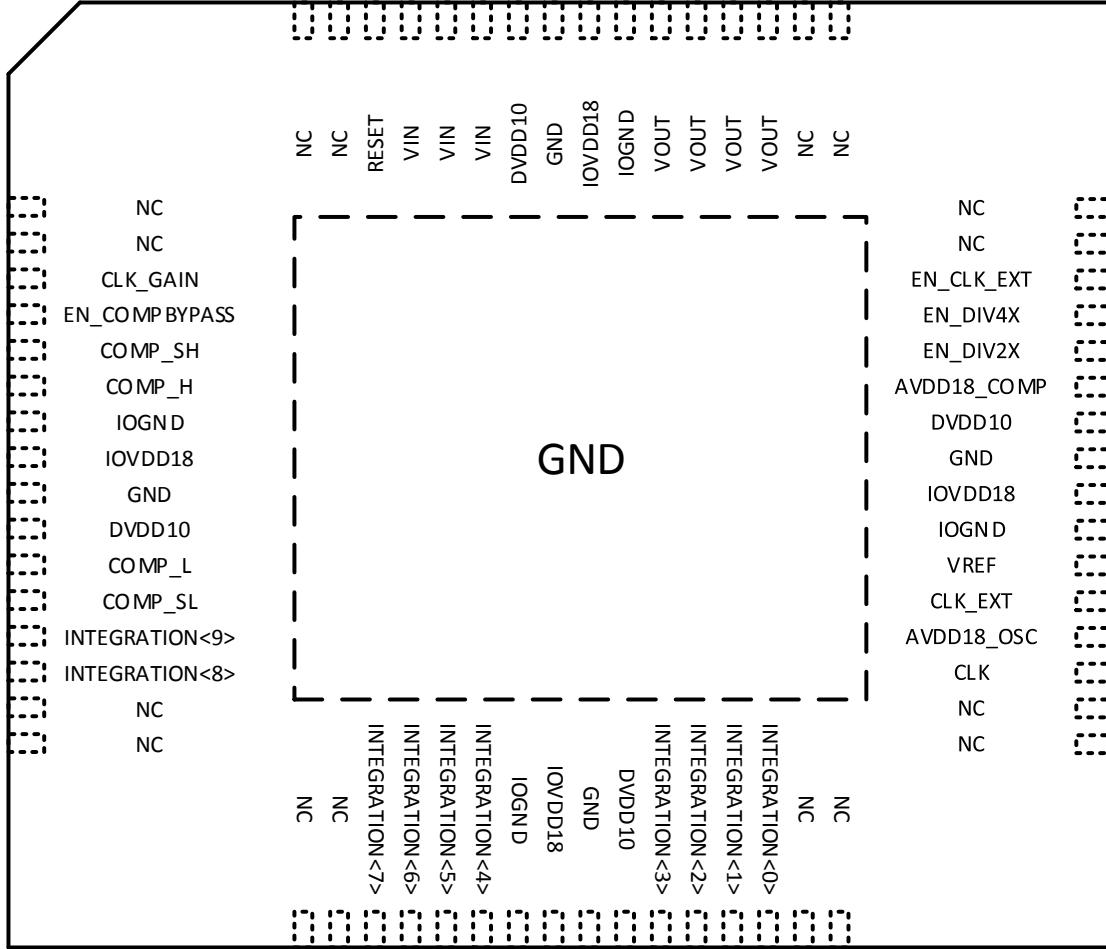 NC
NC
RESET
VIN
VIN
VIN
DVDD10
GND
IOVDD18
IOGND
VOUT
VOUT
VOUT
VOUT
NC
NC
NC
NC
CLK_GAIN
EN_COMPBYPASS
COMP_SH
COMP_H
IOGND
IOVDD18
GND
DVDD10
COMP_L
COMP_SL
INTEGRATION<9>
INTEGRATION<8>
NC
NC
GND
NC
NC
EN_CLK_EXT
EN_DIV4X
EN_DIV2X
AVDD18_COMP
DVDD10
GND
IOVDD18
IOGND
VREF
CLK_EXT
AVDD18_OSC
CLK
NC
NC
NC
NC
INTEGRATION<7>
INTEGRATION<6>
INTEGRATION<5>
INTEGRATION<4>
IOGND
IOVDD18
GND
DVDD10
INTEGRATION<3>
INTEGRATION<2>
INTEGRATION<1>
INTEGRATION<0>
NC
NC